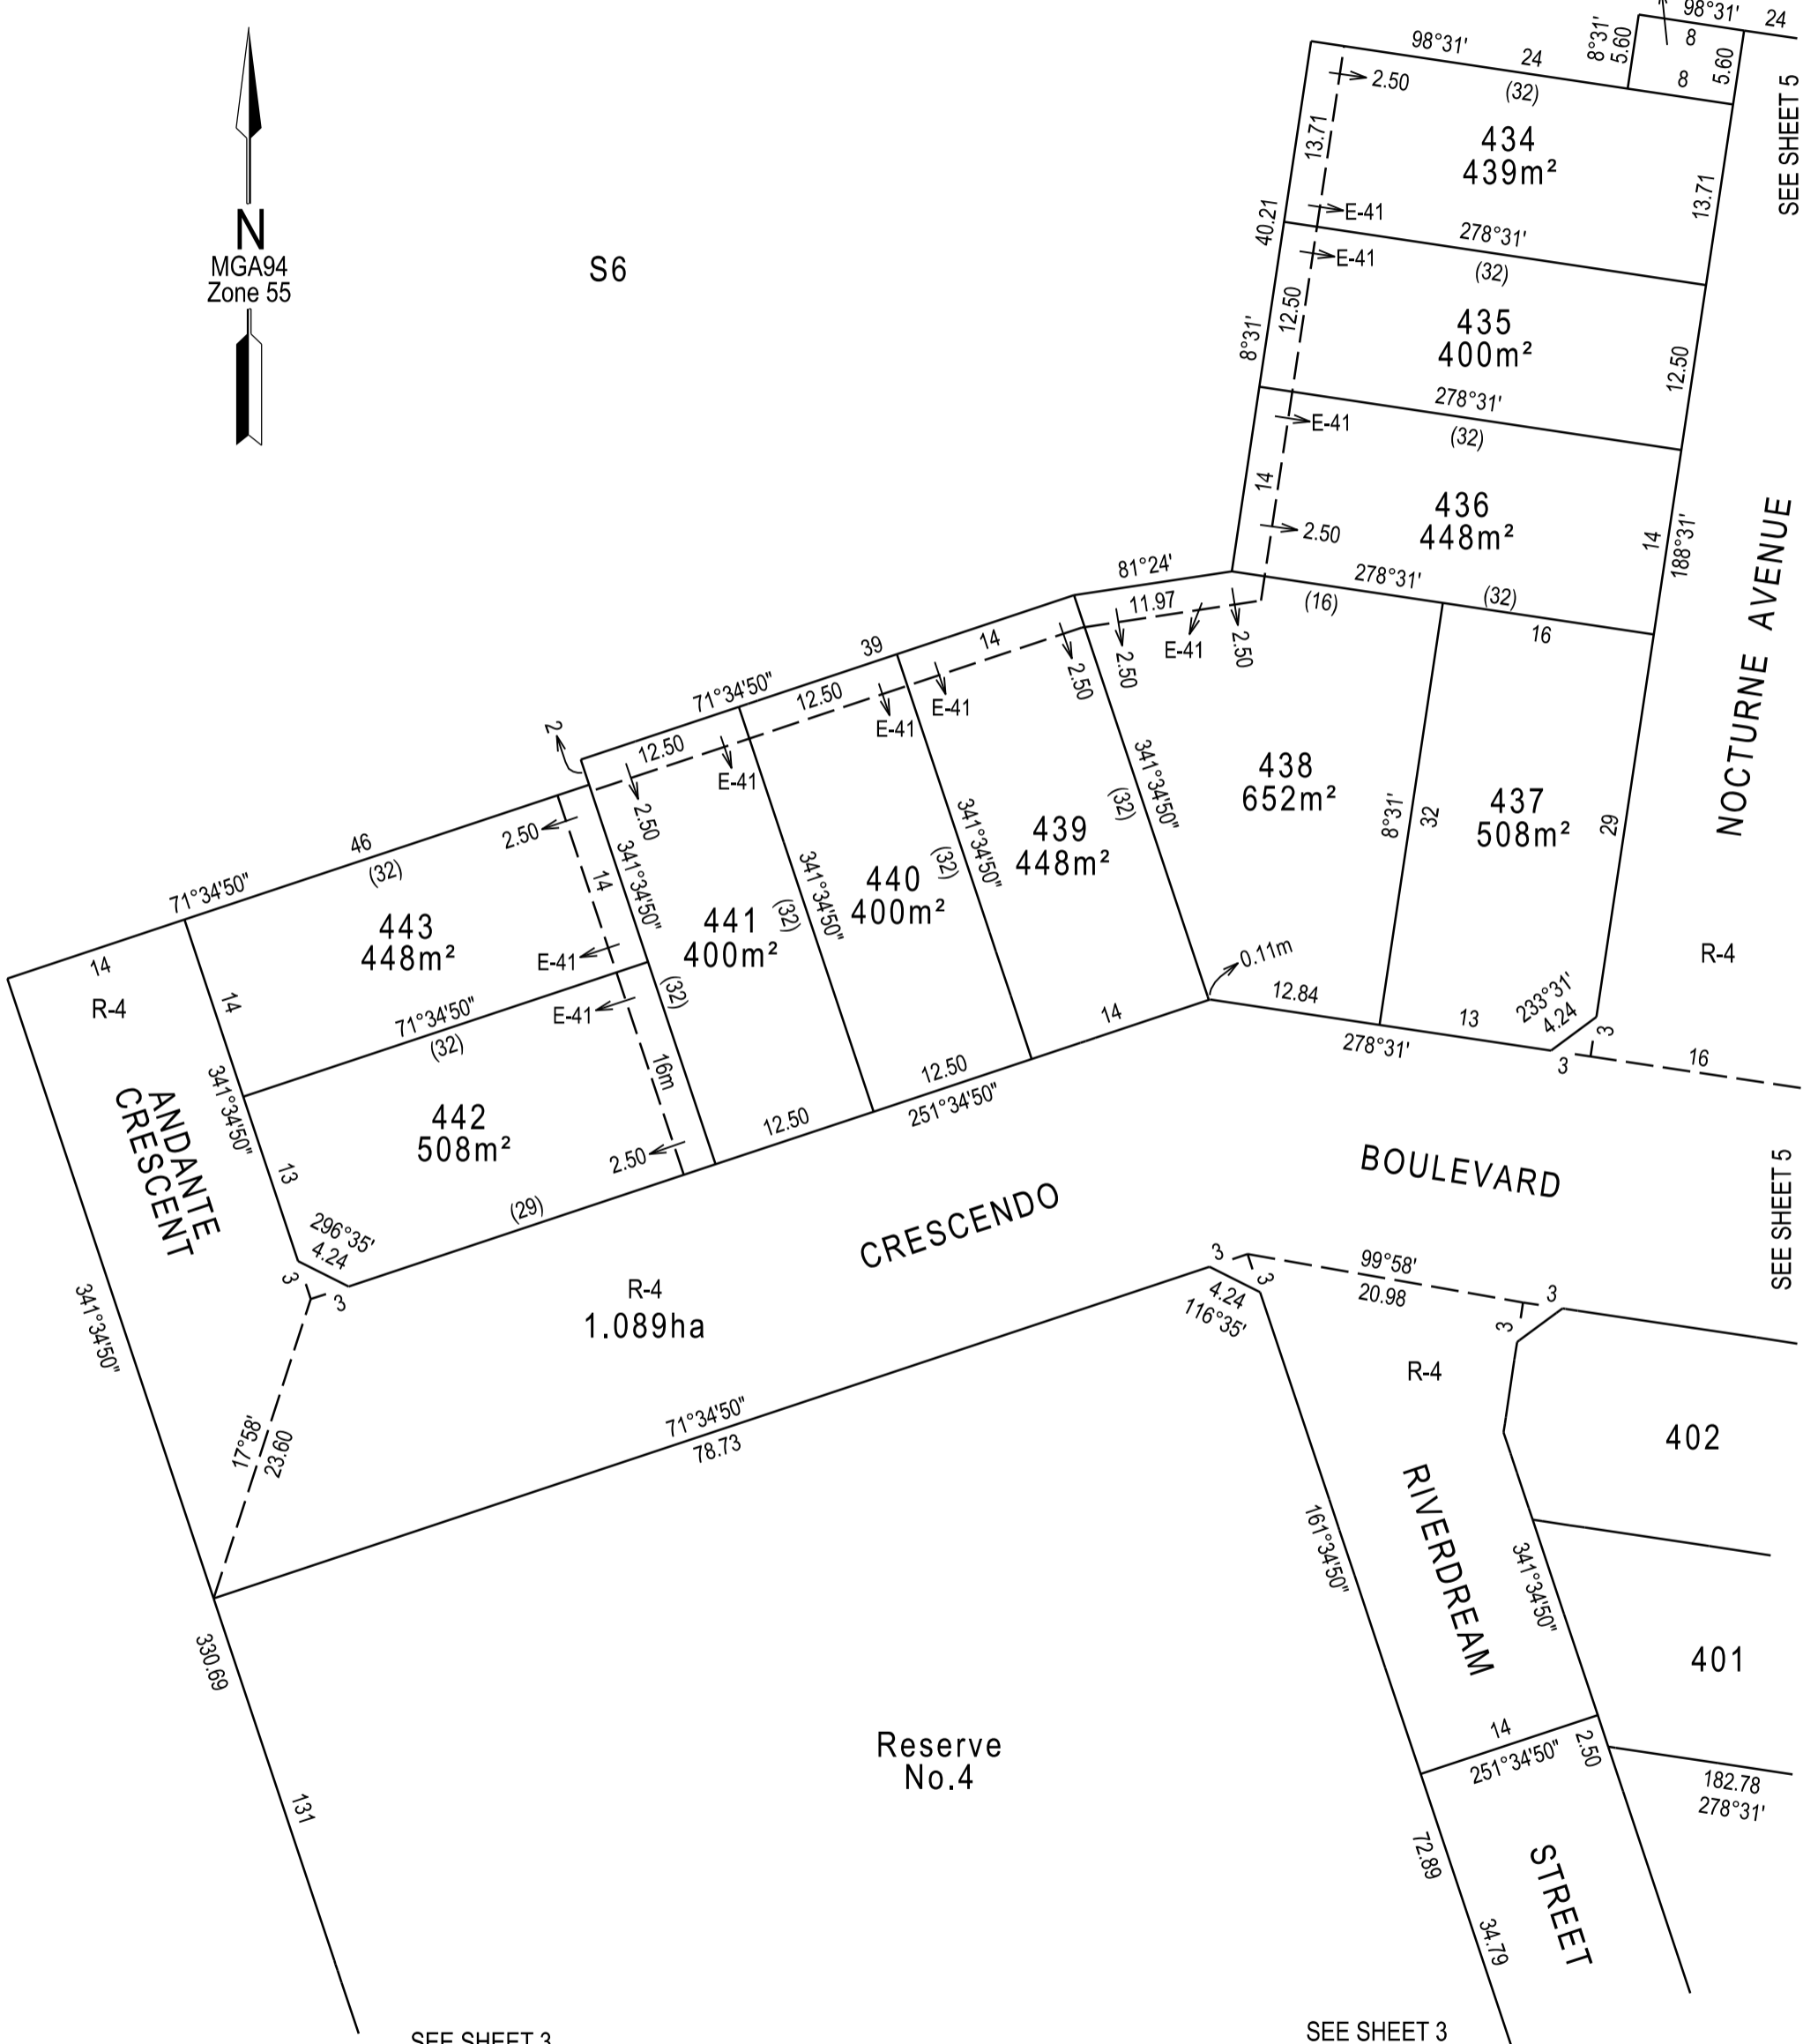 98°31'
24
8
8
8°31'
5.60
5.60
SEE SHEET 5
N
MGA94
Zone 55
S6
98°31'
24
(32)
2.50
13.71
434
439m²
13.71
E-41
40.21
278°31'
(32)
E-41
12.50
435
400m²
12.50
8°31'
278°31'
(32)
E-41
14
436
448m²
14
188°31'
2.50
NOCTURNE AVENUE
81°24'
11.97
278°31'
(16)
(32)
16
2.50
E-41
2.50
39
14
2.50
71°34'50"
12.50
E-41
E-41
2
12.50
E-41
2.50
341°34'50"
(32)
438
652m²
8°31'
32
437
508m²
29
341°34'50"
(32)
439
448m²
341°34'50"
(32)
440
400m²
341°34'50"
(32)
441
400m²
46
(32)
71°34'50"
2.50
14
443
448m²
E-41
14
R-4
14
71°34'50"
(32)
E-41
16m
0.11m
12.84
278°31'
13
233°31'
4.24
3
3
16
R-4
14
12.50
251°34'50"
12.50
ANDANTE
CRESCENT
341°34'50"
13
442
508m²
2.50
(29)
296°35'
4.24
3
3
CRESCENDO
BOULEVARD
SEE SHEET 5
R-4
1.089ha
341°34'50"
17°58'
23.60
3
3
4.24
116°35'
99°58'
20.98
3
3
R-4
402
71°34'50"
78.73
161°34'50"
RIVERDREAM
341°34'50"
401
330.69
131
Reserve
No.4
14
251°34'50"
2.50
182.78
278°31'
72.89
34.79
STREET
SEE SHEET 3
SEE SHEET 3